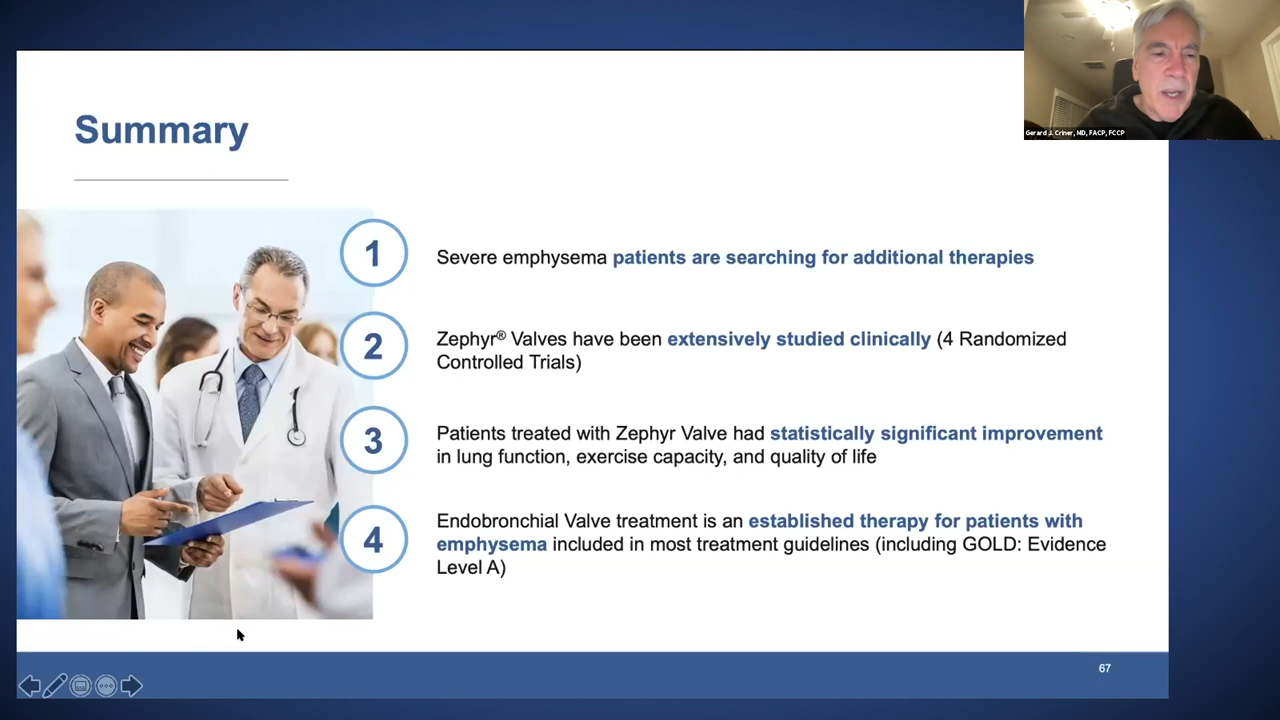 Summary
1
Severe emphysema patients are searching for additional therapies
2
Zephyr® Valves have been extensively studied clinically (4 Randomized
Controlled Trials)
3
Patients treated with Zephyr Valve had statistically significant improvement
in lung function, exercise capacity, and quality of life
4
Endobronchial Valve treatment is an established therapy for patients with
emphysema included in most treatment guidelines (including GOLD: Evidence
Level A)
67
Gerard J. Criner, MD, FACP, FCCP